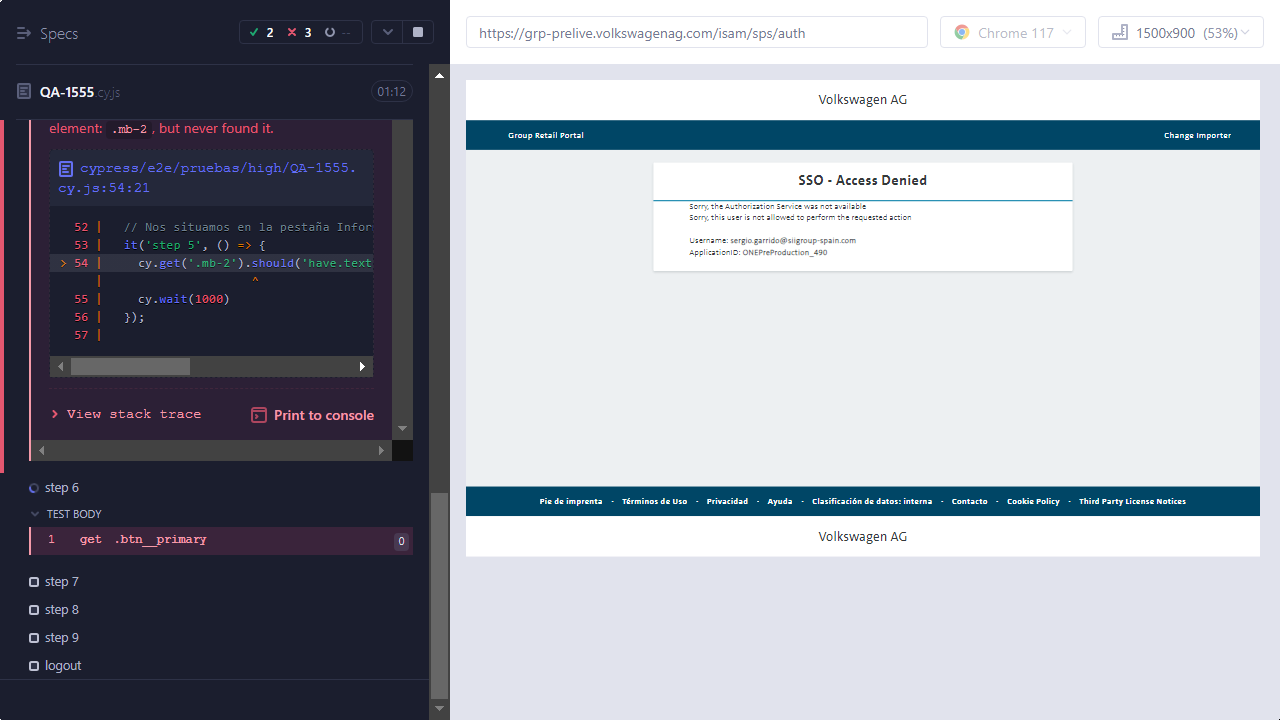 Specs
2
3
--
QA-1555.cy.js
01:12
element: .mb-2, but never found it.
cypress/e2e/pruebas/high/QA-1555.
cy.js:54:21
52 | // Nos situamos en la pestaña Infor
53 | it('step 5', () => {
> 54 | cy.get('.mb-2').should('have.text
| ^
55 | cy.wait(1000)
56 | });
57 |
View stack trace
Print to console
step 6
TEST BODY
1 get .btn__primary 0
step 7
step 8
step 9
logout
https://grp-prelive.volkswagenag.com/isam/sps/auth
Chrome 117
1500x900 (53%)
Volkswagen AG
Group Retail Portal
Change Importer
SSO - Access Denied
Sorry, the Authorization Service was not available
Sorry, this user is not allowed to perform the requested action
Username: sergio.garrido@siigroup-spain.com
ApplicationID: ONEPreProduction_490
Pie de imprenta - Términos de Uso - Privacidad - Ayuda - Clasificación de datos: interna - Contacto - Cookie Policy - Third Party License Notices
Volkswagen AG